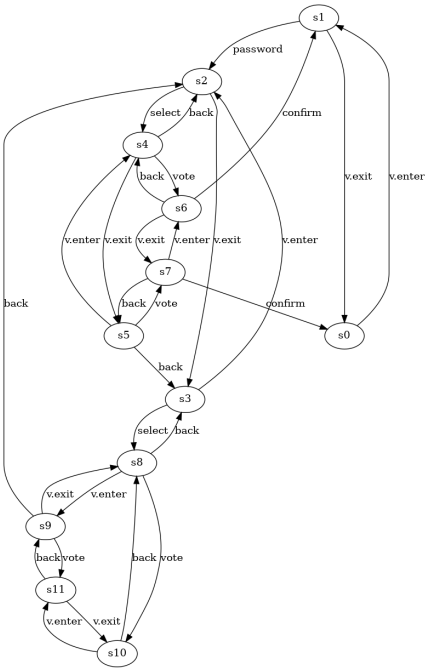 s1
password
s2
select
back
confirm
s4
v.exit
v.enter
back
vote
s6
v.enter
v.exit
v.exit
v.enter
v.exit
v.enter
s7
back
back
vote
confirm
s5
s0
back
s3
select
back
s8
v.exit
v.enter
s9
back
vote
back
vote
s11
v.enter
v.exit
s10